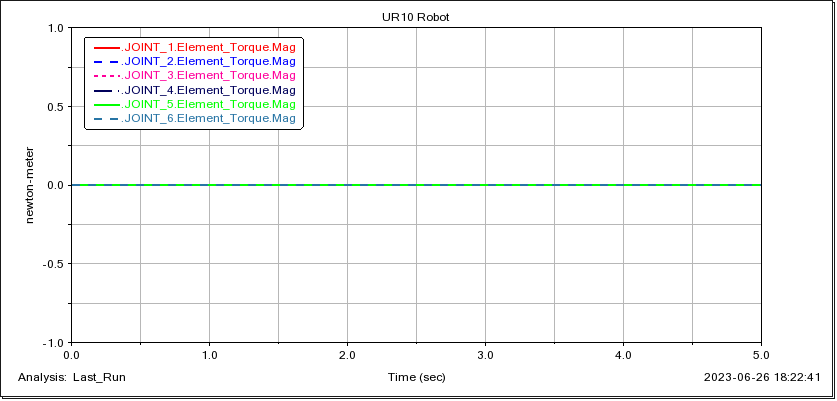 UR10 Robot
1.0
.JOINT_1.Element_Torque.Mag
.JOINT_2.Element_Torque.Mag
.JOINT_3.Element_Torque.Mag
.JOINT_4.Element_Torque.Mag
.JOINT_5.Element_Torque.Mag
.JOINT_6.Element_Torque.Mag
0.5
0.0
newton-meter
-0.5
-1.0
0.0 1.0 2.0 3.0 4.0 5.0
Analysis: Last_Run Time (sec) 2023-06-26 18:22:41